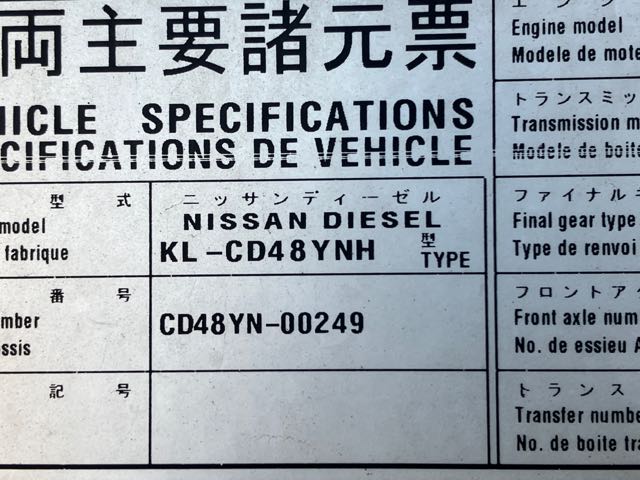 両主要諸元票
HICLE SPECIFICATIONS
CIFICATIONS DE VEHICLE
型式
model
fabrique
ニッサンディーゼル
NISSAN DIESEL
KL-CD48YNH 型 TYPE
番号
mber
ssis
CD48YN-00249
記号
エンジン
Engine model
Modele de mote
トランスミッ
Transmission m
Modele de boite
ファイナルギ
Final gear type
Type de renvoi
フロントア
Front axle num
No. de essieu A
トランス
Transfer numbe
No. de boite tra